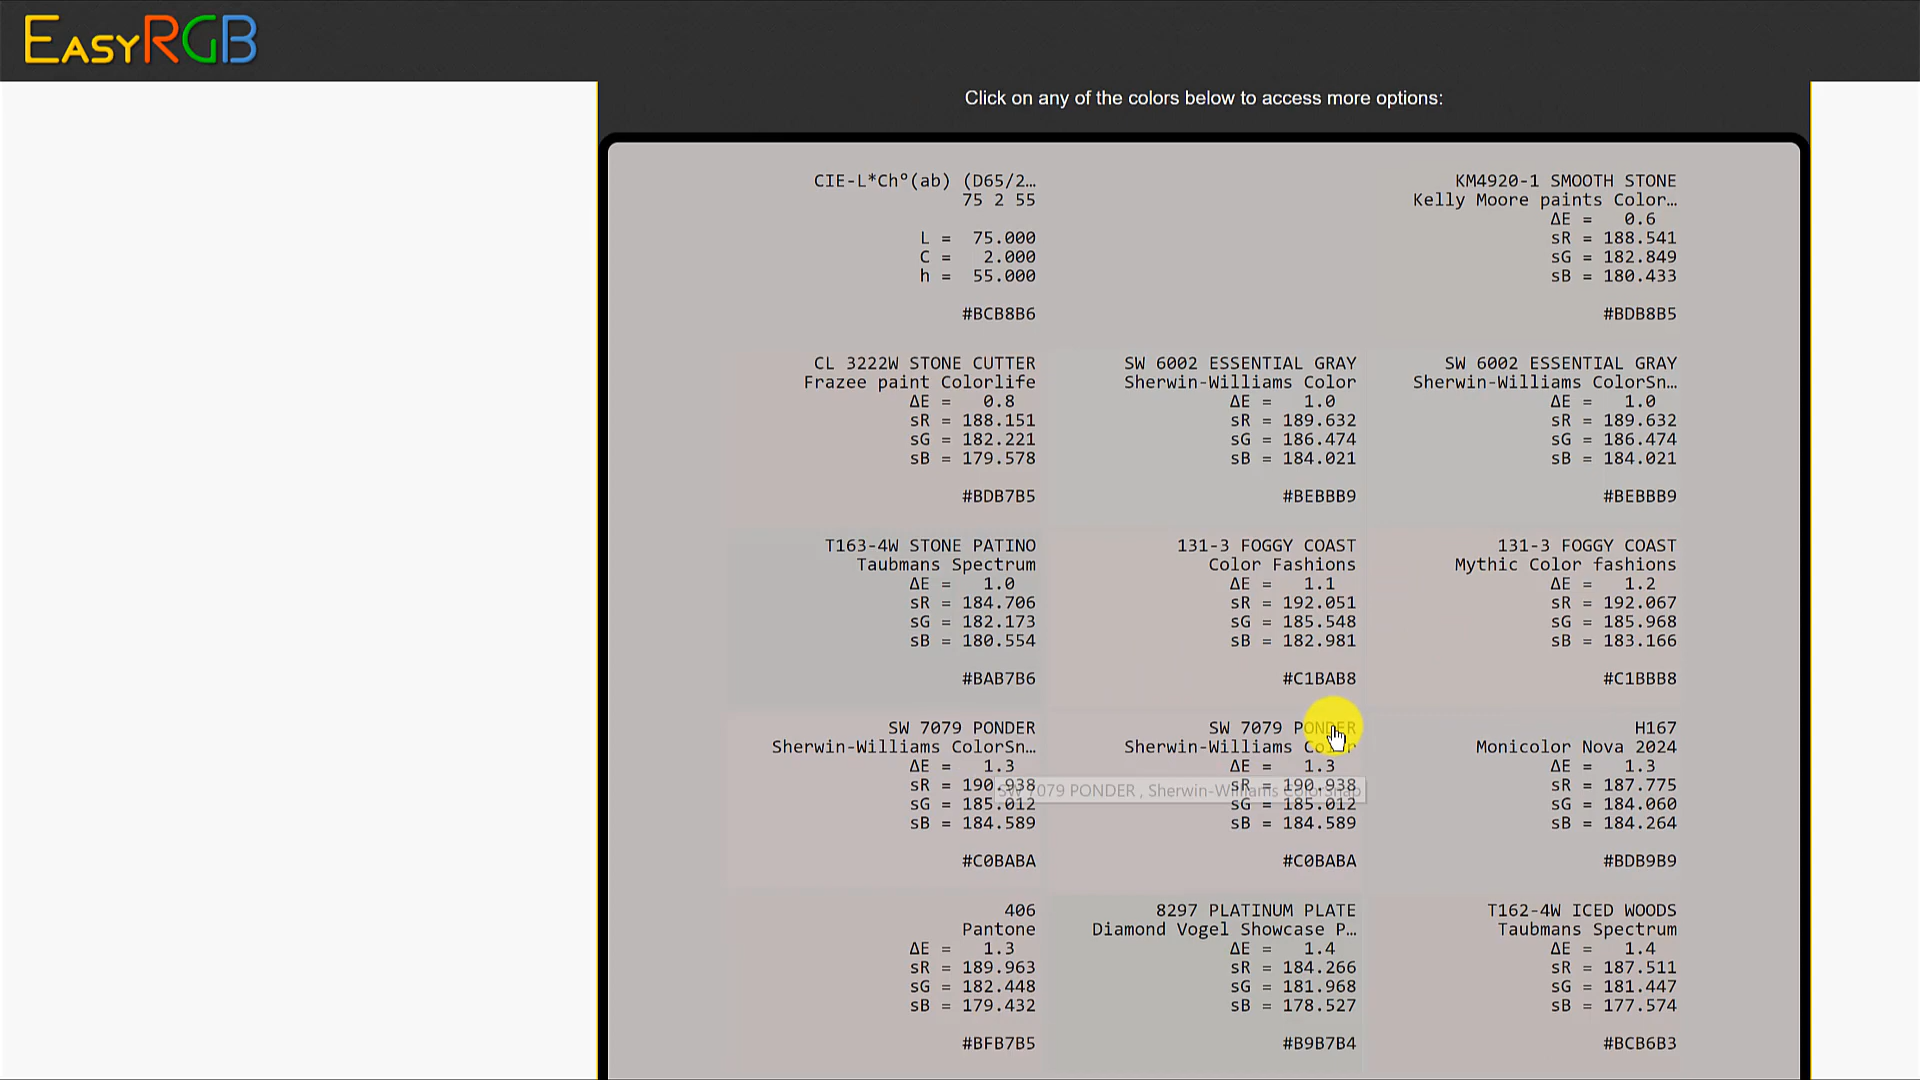 EASYRGB
Click on any of the colors below to access more options:
CIE-L*Ch°(ab) (D65/2…
75 2 55
L = 75.000
C = 2.000
h = 55.000
#BCB8B6
KM4920-1 SMOOTH STONE
Kelly Moore paints Color…
ΔE = 0.6
sR = 188.541
sG = 182.849
sB = 180.433
#BDB8B5
CL 3222W STONE CUTTER
Frazee paint Colorlife
ΔE = 0.8
sR = 188.151
sG = 182.221
sB = 179.578
#BDB7B5
SW 6002 ESSENTIAL GRAY
Sherwin-Williams Color
ΔE = 1.0
sR = 189.632
sG = 186.474
sB = 184.021
#BEBBB9
SW 6002 ESSENTIAL GRAY
Sherwin-Williams ColorSn…
ΔE = 1.0
sR = 189.632
sG = 186.474
sB = 184.021
#BEBBB9
T163-4W STONE PATINO
Taubmans Spectrum
ΔE = 1.0
sR = 184.706
sG = 182.173
sB = 180.554
#BAB7B6
131-3 FOGGY COAST
Color Fashions
ΔE = 1.1
sR = 192.051
sG = 185.548
sB = 182.981
#C1BAB8
131-3 FOGGY COAST
Mythic Color fashions
ΔE = 1.2
sR = 192.067
sG = 185.968
sB = 183.166
#C1BBB8
SW 7079 PONDER
Sherwin-Williams ColorSn…
ΔE = 1.3
sR = 190.938
sG = 185.012
sB = 184.589
#C0BABA
SW 7079 PONDER
Sherwin-Williams Color
ΔE = 1.3
sR = 190.938
sG = 185.012
sB = 184.589
#C0BABA
SW 7079 PONDER , Sherwin-Williams ColorSnap
H167
Monicolor Nova 2024
ΔE = 1.3
sR = 187.775
sG = 184.060
sB = 184.264
#BDB9B9
406
Pantone
ΔE = 1.3
sR = 189.963
sG = 182.448
sB = 179.432
#BFB7B5
8297 PLATINUM PLATE
Diamond Vogel Showcase P…
ΔE = 1.4
sR = 184.266
sG = 181.968
sB = 178.527
#B9B7B4
T162-4W ICED WOODS
Taubmans Spectrum
ΔE = 1.4
sR = 187.511
sG = 181.447
sB = 177.574
#BCB6B3